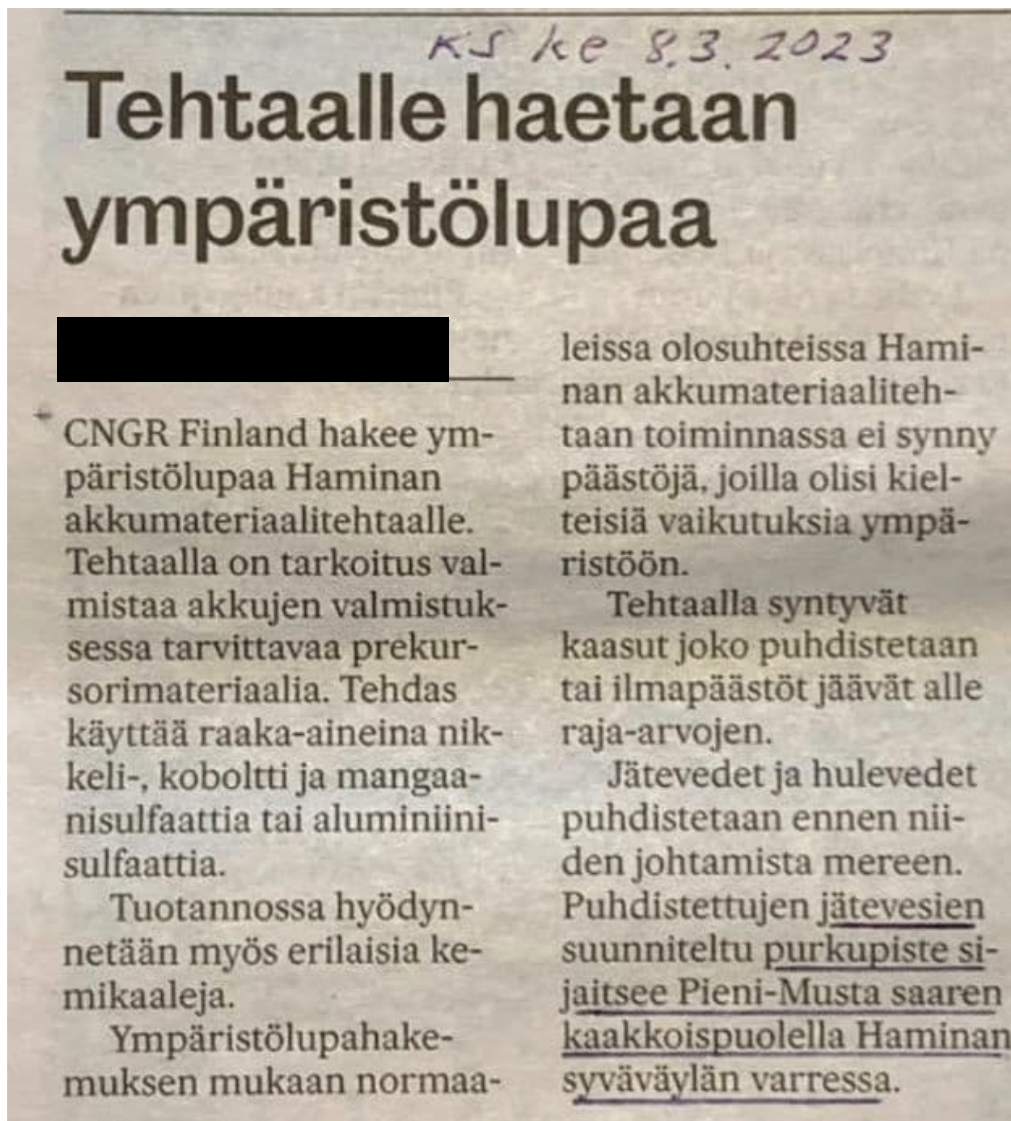 KS ke 8.3.2023
Tehtaalle haetaan
ympäristölupaa
CNGR Finland hakee ym-
päristölupaa Haminan
akkumateriaalitehtaalle.
Tehtaalla on tarkoitus val-
mistaa akkujen valmistuk-
sessa tarvittavaa prekur-
sorimateriaalia. Tehdas
käyttää raaka-aineina nik-
keli-, koboltti ja mangaa-
nisulfaattia tai aluminiini-
sulfaattia.
Tuotannossa hyödyn-
netään myös erilaisia ke-
mikaaleja.
Ympäristölupahake-
muksen mukaan normaa-
leissa olosuhteissa Hami-
nan akkumateriaaliteh-
taan toiminnassa ei synny
päästöjä, joilla olisi kiel-
teisiä vaikutuksia ympä-
ristöön.
Tehtaalla syntyvät
kaasut joko puhdistetaan
tai ilmapäästöt jäävät alle
raja-arvojen.
Jätevedet ja hulevedet
puhdistetaan ennen nii-
den johtamista mereen.
Puhdistettujen jätevesien
suunniteltu purkupiste si-
jaitsee Pieni-Musta saaren
kaakkoispuolella Haminan
syväväylän varressa.